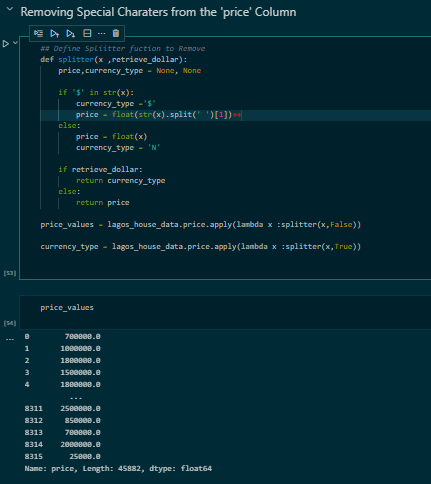 Removing Special Charaters from the 'price' Column
## Define Spliitter fuction to Remove
def splitter(x ,retrieve_dollar):
price,currency_type = None, None
if '$' in str(x):
currency_type ='$'
price = float(str(x).split(' ')[1])**
else:
price = float(x)
currency_type = 'N'
if retrieve_dollar:
return currency_type
else:
return price
price_values = lagos_house_data.price.apply(lambda x :splitter(x,False))
currency_type = lagos_house_data.price.apply(lambda x :splitter(x,True))
[53]
price_values
[54]
... 0 700000.0
1 1000000.0
2 1800000.0
3 1500000.0
4 1800000.0
...
8311 2500000.0
8312 850000.0
8313 700000.0
8314 2000000.0
8315 25000.0
Name: price, Length: 45882, dtype: float64